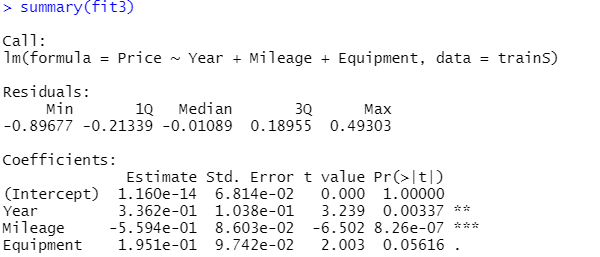 > summary(fit3)
Call:
lm(formula = Price ~ Year + Mileage + Equipment, data = trainS)
Residuals:
Min 1Q Median 3Q Max
-0.89677 -0.21339 -0.01089 0.18955 0.49303
Coefficients:
Estimate Std. Error t value Pr(>|t|)
(Intercept) 1.160e-14 6.814e-02 0.000 1.00000
Year 3.362e-01 1.038e-01 3.239 0.00337 **
Mileage -5.594e-01 8.603e-02 -6.502 8.26e-07 ***
Equipment 1.951e-01 9.742e-02 2.003 0.05616 .